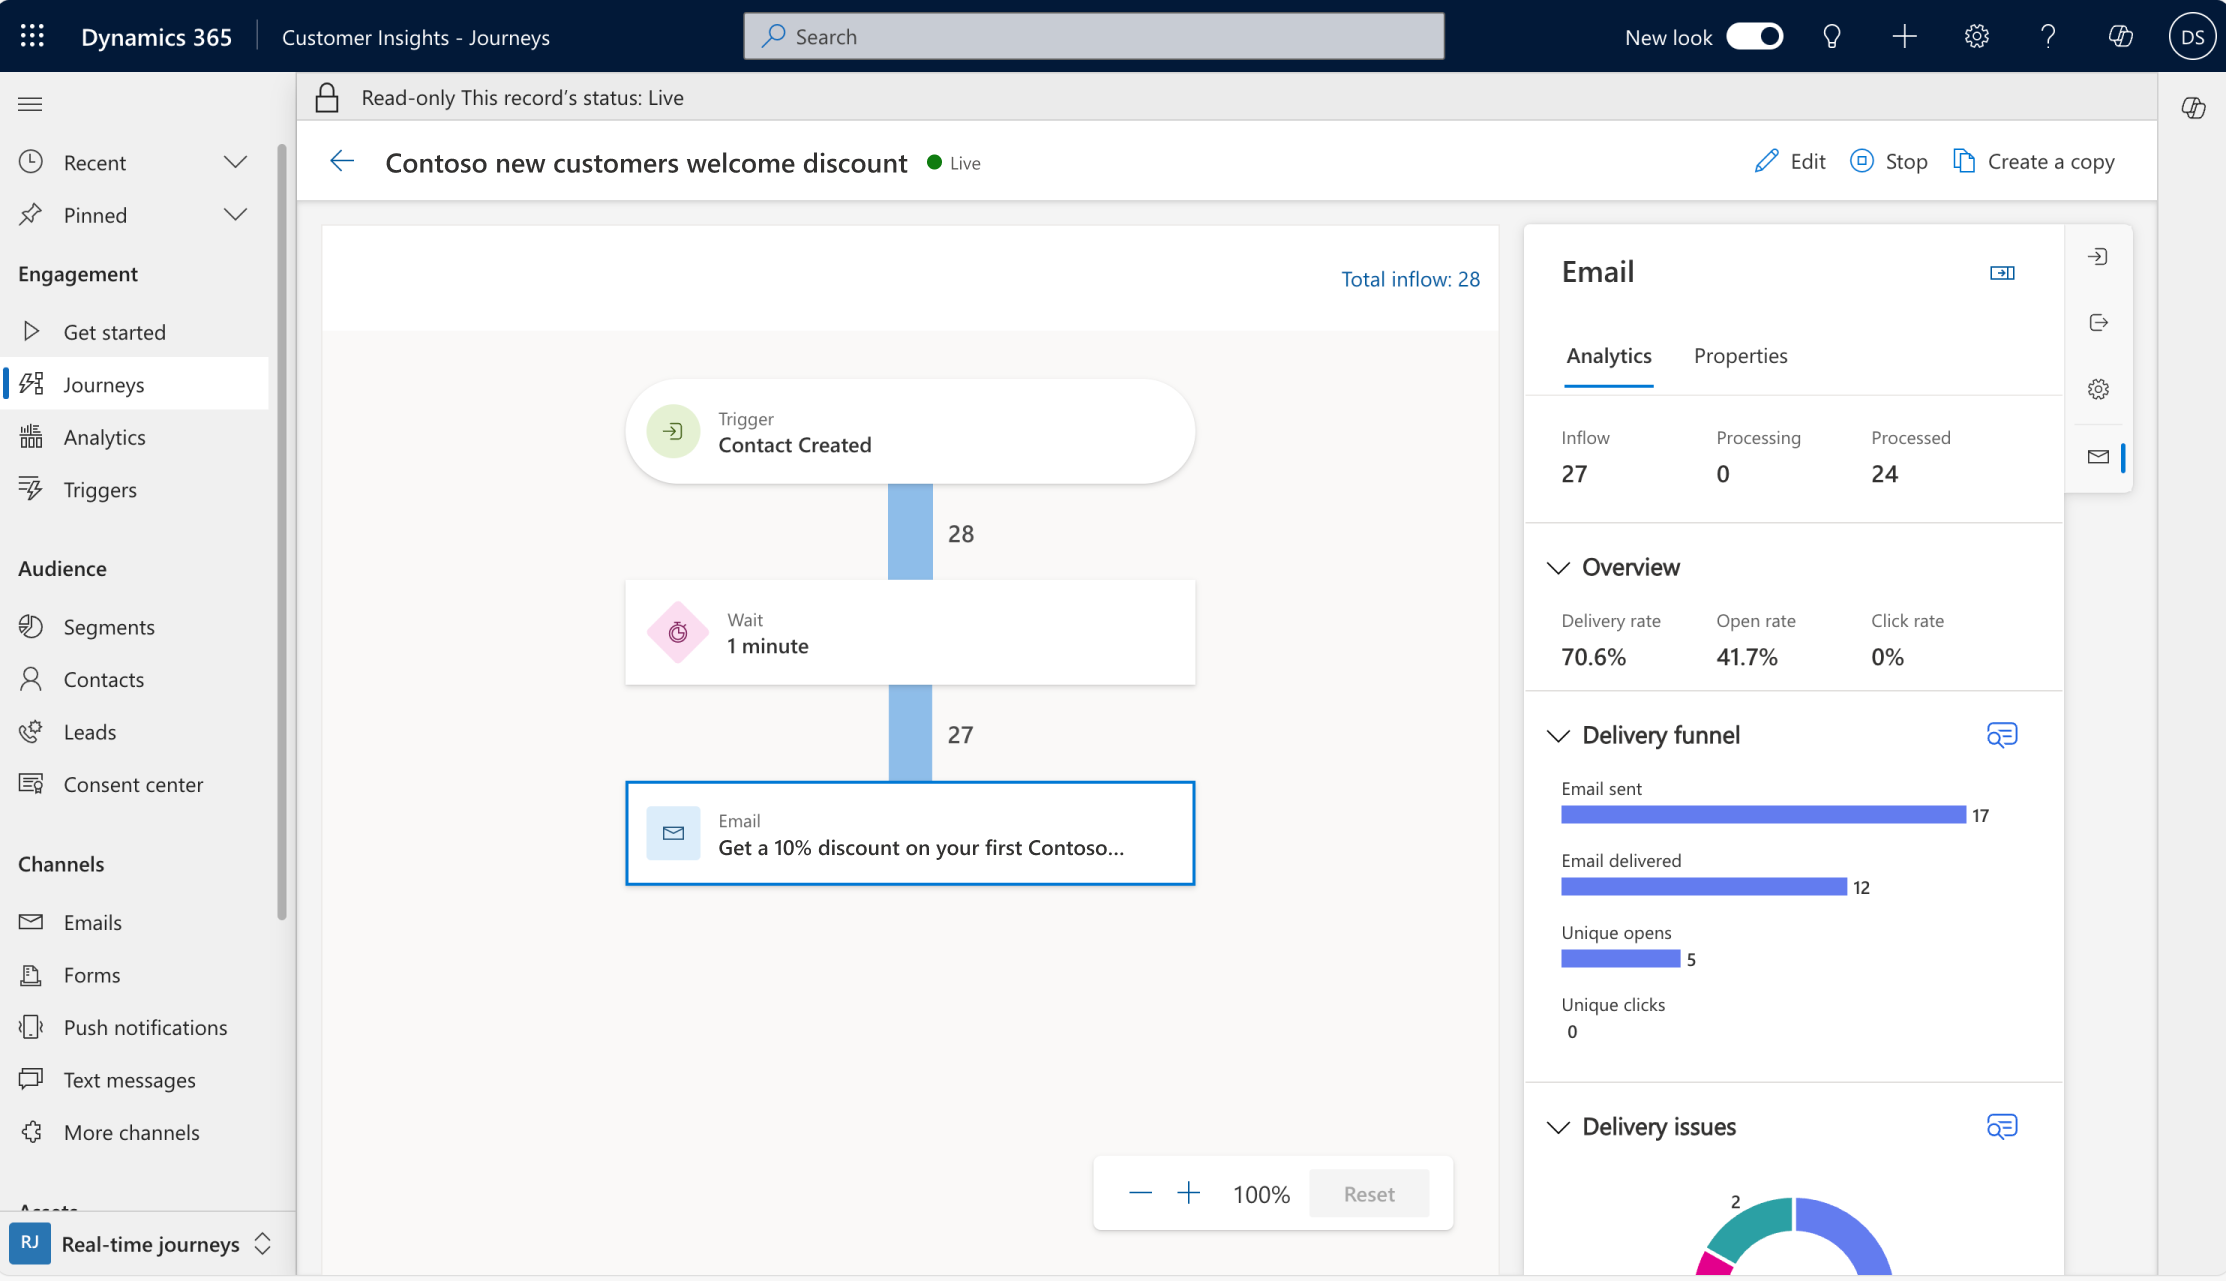 Dynamics 365
Customer Insights - Journeys
Search
New look
DS
Read-only This record's status: Live
Contoso new customers welcome discount
Live
Edit
Stop
Create a copy
Recent
Pinned
Engagement
Get started
Journeys
Analytics
Triggers
Audience
Segments
Contacts
Leads
Consent center
Channels
Emails
Forms
Push notifications
Text messages
More channels
Assets
RJ
Real-time journeys
Total inflow: 28
Trigger
Contact Created
28
Wait
1 minute
27
Email
Get a 10% discount on your first Contoso...
100%
Reset
Email
Analytics
Properties
Inflow
Processing
Processed
27
0
24
Overview
Delivery rate
Open rate
Click rate
70.6%
41.7%
0%
Delivery funnel
Email sent
17
Email delivered
12
Unique opens
5
Unique clicks
0
Delivery issues
2